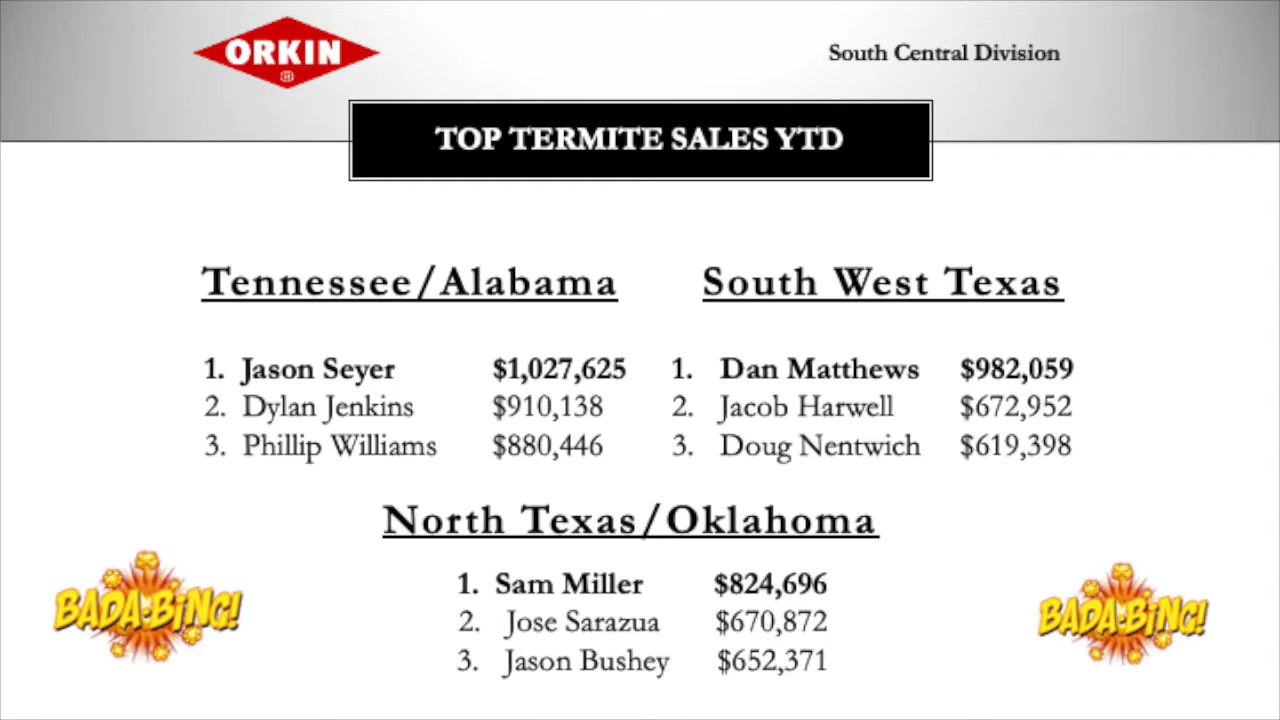 ORKIN
®
South Central Division
TOP TERMITE SALES YTD
Tennessee/Alabama
1. Jason Seyer $1,027,625
2. Dylan Jenkins $910,138
3. Phillip Williams $880,446
South West Texas
1. Dan Matthews $982,059
2. Jacob Harwell $672,952
3. Doug Nentwich $619,398
North Texas/Oklahoma
1. Sam Miller $824,696
2. Jose Sarazua $670,872
3. Jason Bushey $652,371
BADA-BiNG!
BADA-BiNG!